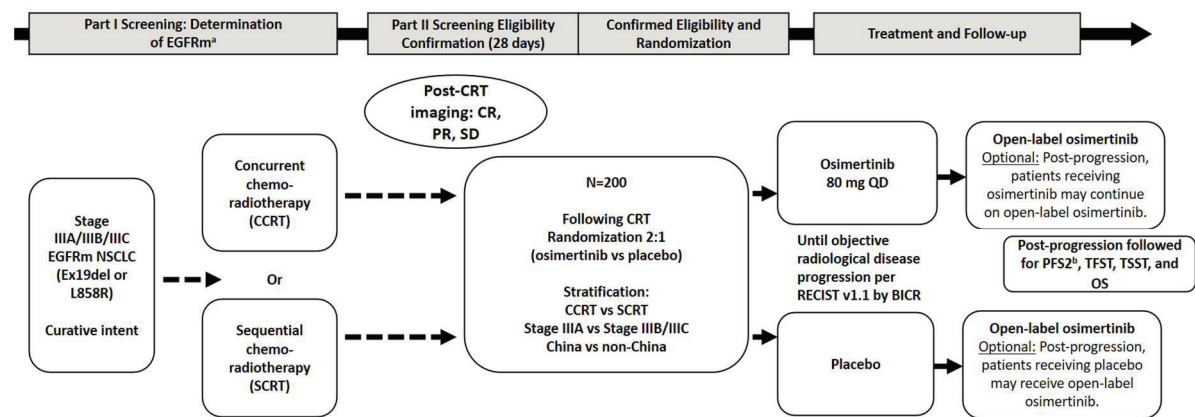 Part I Screening: Determination
of EGFRmᵃ
Part II Screening Eligibility
Confirmation (28 days)
Confirmed Eligibility and
Randomization
Treatment and Follow-up
Post-CRT
imaging: CR,
PR, SD
Stage
IIIA/IIIB/IIIC
EGFRm NSCLC
(Ex19del or
L858R)
Curative intent
Concurrent
chemo-
radiotherapy
(CCRT)
Or
Sequential
chemo-
radiotherapy
(SCRT)
N=200
Following CRT
Randomization 2:1
(osimertinib vs placebo)
Stratification:
CCRT vs SCRT
Stage IIIA vs Stage IIIB/IIIC
China vs non-China
Osimertinib
80 mg QD
Until objective
radiological disease
progression per
RECIST v1.1 by BICR
Placebo
Open-label osimertinib
Optional: Post-progression,
patients receiving
osimertinib may continue
on open-label osimertinib.
Post-progression followed
for PFS2ᵇ, TFST, TSST, and
OS
Open-label osimertinib
Optional: Post-progression,
patients receiving placebo
may receive open-label
osimertinib.